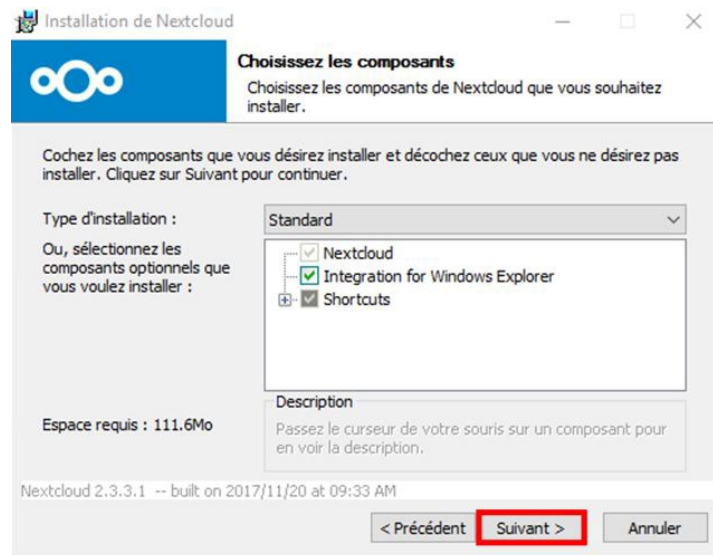 Installation de Nextcloud
Choisissez les composants
Choisissez les composants de Nextcloud que vous souhaitez
installer.
Cochez les composants que vous désirez installer et décochez ceux que vous ne désirez pas
installer. Cliquez sur Suivant pour continuer.
Type d'installation :
Standard
Ou, sélectionnez les
composants optionnels que
vous voulez installer :
Nextcloud
Integration for Windows Explorer
Shortcuts
Espace requis : 111.6Mo
Description
Passez le curseur de votre souris sur un composant pour
en voir la description.
Nextcloud 2.3.3.1 -- built on 2017/11/20 at 09:33 AM
< Précédent
Suivant >
Annuler